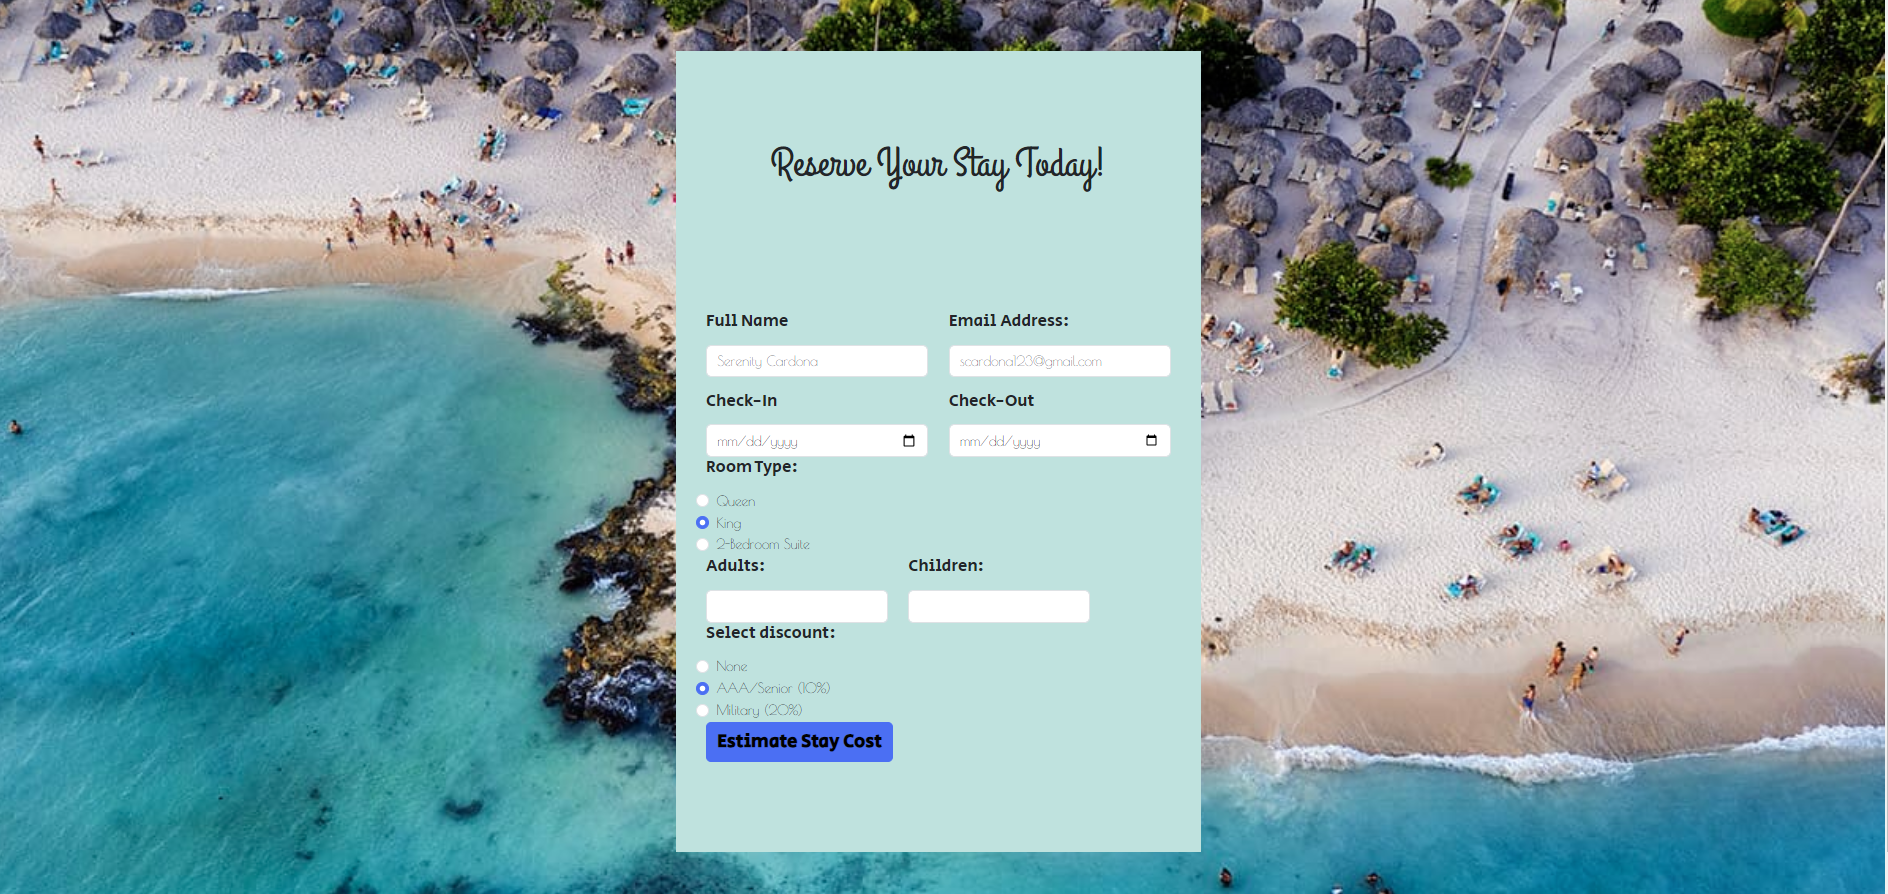 Reserve Your Stay Today!
Full Name Email Address:
Serenity Cardona scardona123@gmail.com
Check-In Check-Out
mm/dd/yyyy mm/dd/yyyy
Room Type:
Queen
King
2-Bedroom Suite
Adults: Children:
Select discount:
None
AAA/Senior (10%)
Military (20%)
Estimate Stay Cost